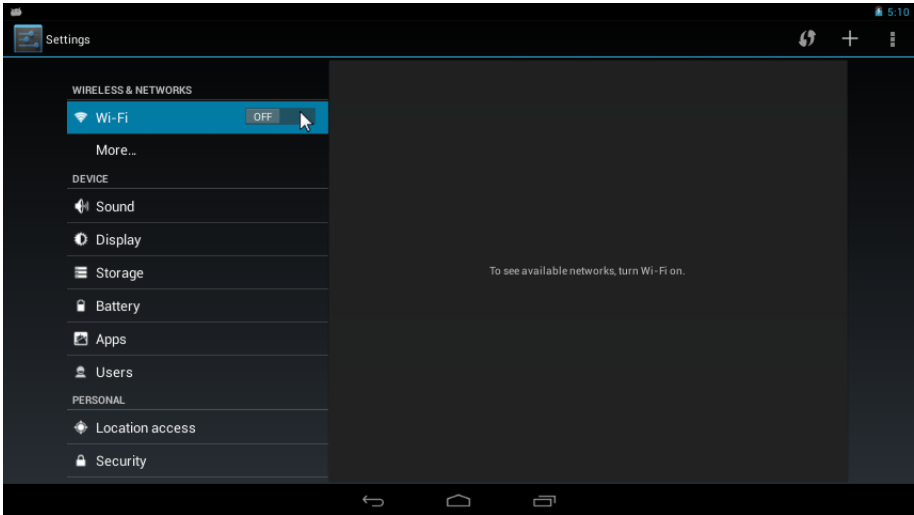 5:10
Settings
WIRELESS & NETWORKS
Wi-Fi OFF
More...
DEVICE
Sound
Display
Storage
Battery
Apps
Users
PERSONAL
Location access
Security
To see available networks, turn Wi-Fi on.